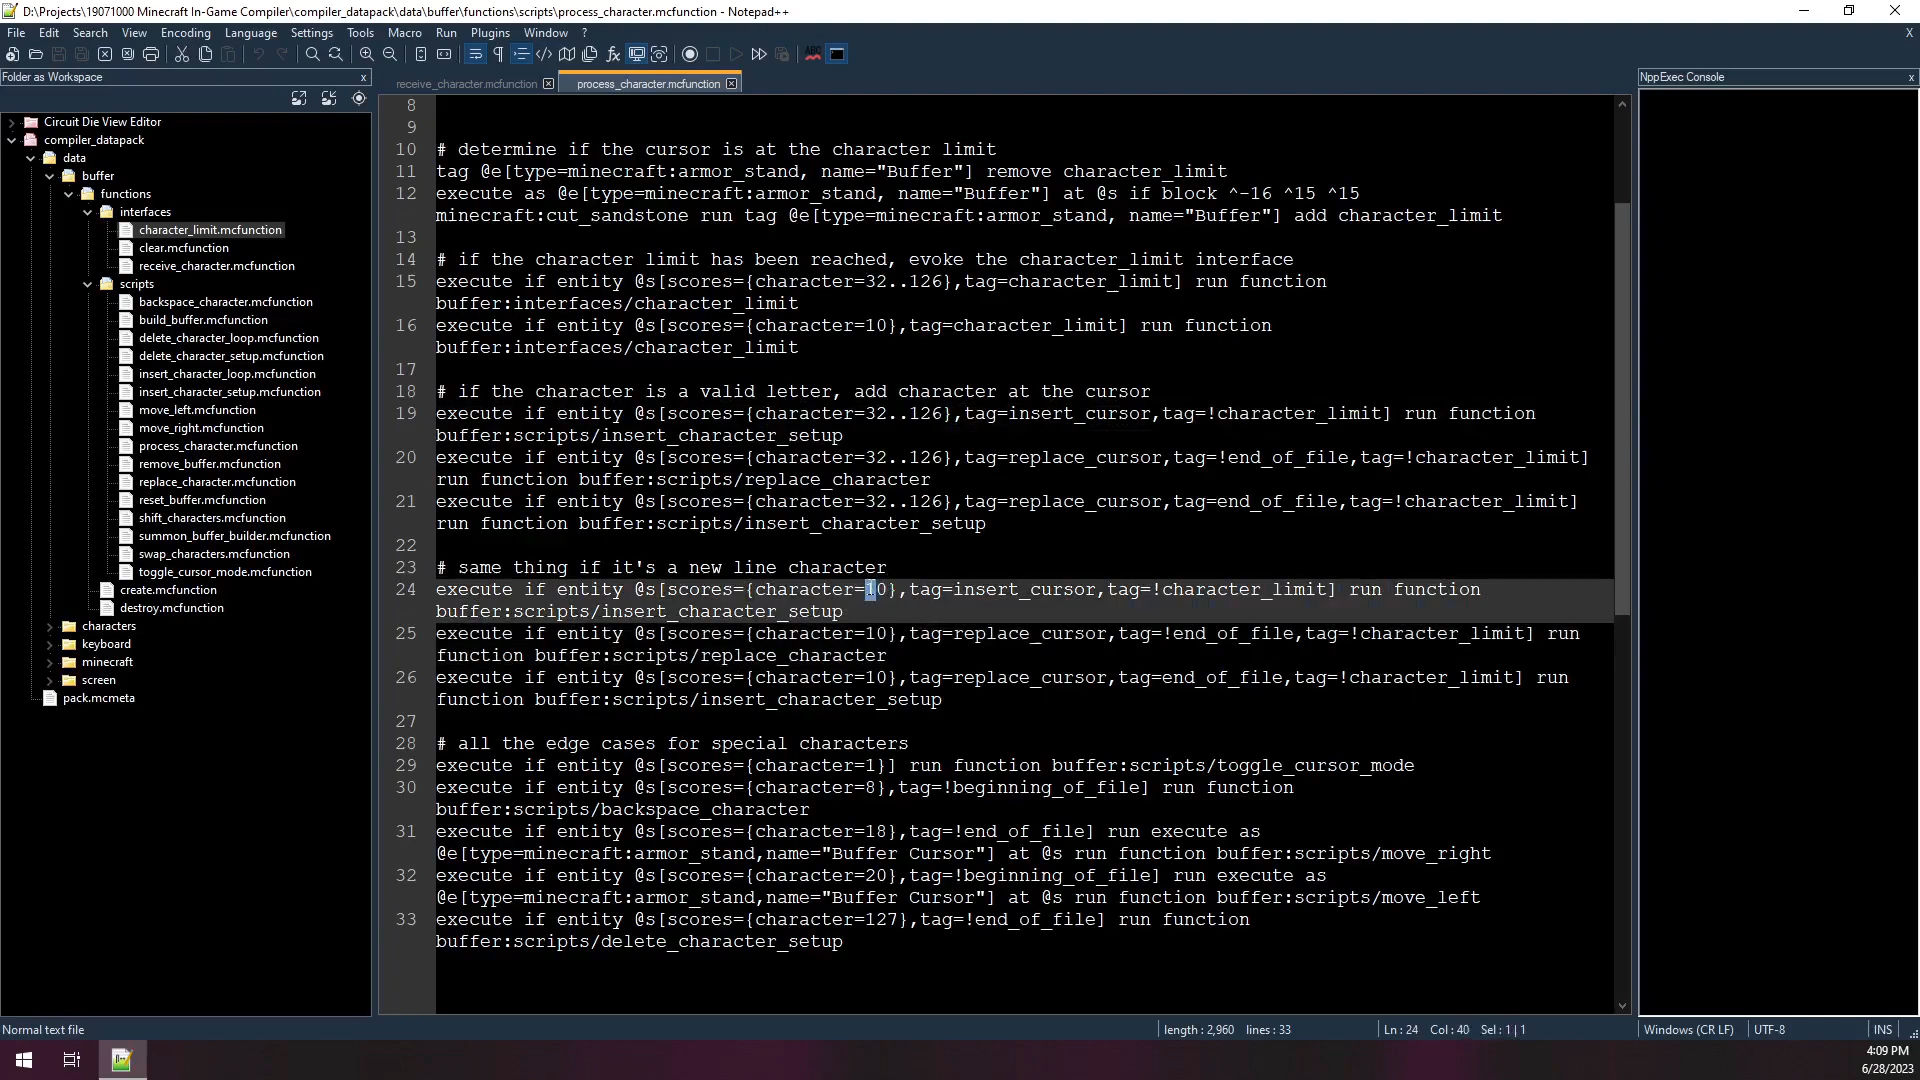 D:\Projects\19071000 Minecraft In-Game Compiler\compiler_datapack\data\buffer\functions\scripts\process_character.mcfunction - Notepad++
File Edit Search View Encoding Language Settings Tools Macro Run Plugins Window ? X
Folder as Workspace x
receive_character.mcfunction
process_character.mcfunction
NppExec Console x
Circuit Die View Editor
compiler_datapack
data
buffer
functions
interfaces
character_limit.mcfunction
clear.mcfunction
receive_character.mcfunction
scripts
backspace_character.mcfunction
build_buffer.mcfunction
delete_character_loop.mcfunction
delete_character_setup.mcfunction
insert_character_loop.mcfunction
insert_character_setup.mcfunction
move_left.mcfunction
move_right.mcfunction
process_character.mcfunction
remove_buffer.mcfunction
replace_character.mcfunction
reset_buffer.mcfunction
shift_characters.mcfunction
summon_buffer_builder.mcfunction
swap_characters.mcfunction
toggle_cursor_mode.mcfunction
create.mcfunction
destroy.mcfunction
characters
keyboard
minecraft
screen
pack.mcmeta
8
9
10 # determine if the cursor is at the character limit
11 tag @e[type=minecraft:armor_stand, name="Buffer"] remove character_limit
12 execute as @e[type=minecraft:armor_stand, name="Buffer"] at @s if block ^-16 ^15 ^15
minecraft:cut_sandstone run tag @e[type=minecraft:armor_stand, name="Buffer"] add character_limit
13
14 # if the character limit has been reached, evoke the character_limit interface
15 execute if entity @s[scores={character=32..126},tag=character_limit] run function
buffer:interfaces/character_limit
16 execute if entity @s[scores={character=10},tag=character_limit] run function
buffer:interfaces/character_limit
17
18 # if the character is a valid letter, add character at the cursor
19 execute if entity @s[scores={character=32..126},tag=insert_cursor,tag=!character_limit] run function
buffer:scripts/insert_character_setup
20 execute if entity @s[scores={character=32..126},tag=replace_cursor,tag=!end_of_file,tag=!character_limit]
run function buffer:scripts/replace_character
21 execute if entity @s[scores={character=32..126},tag=replace_cursor,tag=end_of_file,tag=!character_limit]
run function buffer:scripts/insert_character_setup
22
23 # same thing if it's a new line character
24 execute if entity @s[scores={character=10},tag=insert_cursor,tag=!character_limit] run function
buffer:scripts/insert_character_setup
25 execute if entity @s[scores={character=10},tag=replace_cursor,tag=!end_of_file,tag=!character_limit] run
function buffer:scripts/replace_character
26 execute if entity @s[scores={character=10},tag=replace_cursor,tag=end_of_file,tag=!character_limit] run
function buffer:scripts/insert_character_setup
27
28 # all the edge cases for special characters
29 execute if entity @s[scores={character=1}] run function buffer:scripts/toggle_cursor_mode
30 execute if entity @s[scores={character=8},tag=!beginning_of_file] run function
buffer:scripts/backspace_character
31 execute if entity @s[scores={character=18},tag=!end_of_file] run execute as
@e[type=minecraft:armor_stand,name="Buffer Cursor"] at @s run function buffer:scripts/move_right
32 execute if entity @s[scores={character=20},tag=!beginning_of_file] run execute as
@e[type=minecraft:armor_stand,name="Buffer Cursor"] at @s run function buffer:scripts/move_left
33 execute if entity @s[scores={character=127},tag=!end_of_file] run function
buffer:scripts/delete_character_setup
Normal text file length : 2,960 lines : 33 Ln : 24 Col : 40 Sel : 1 | 1 Windows (CR LF) UTF-8 INS
4:09 PM
6/28/2023